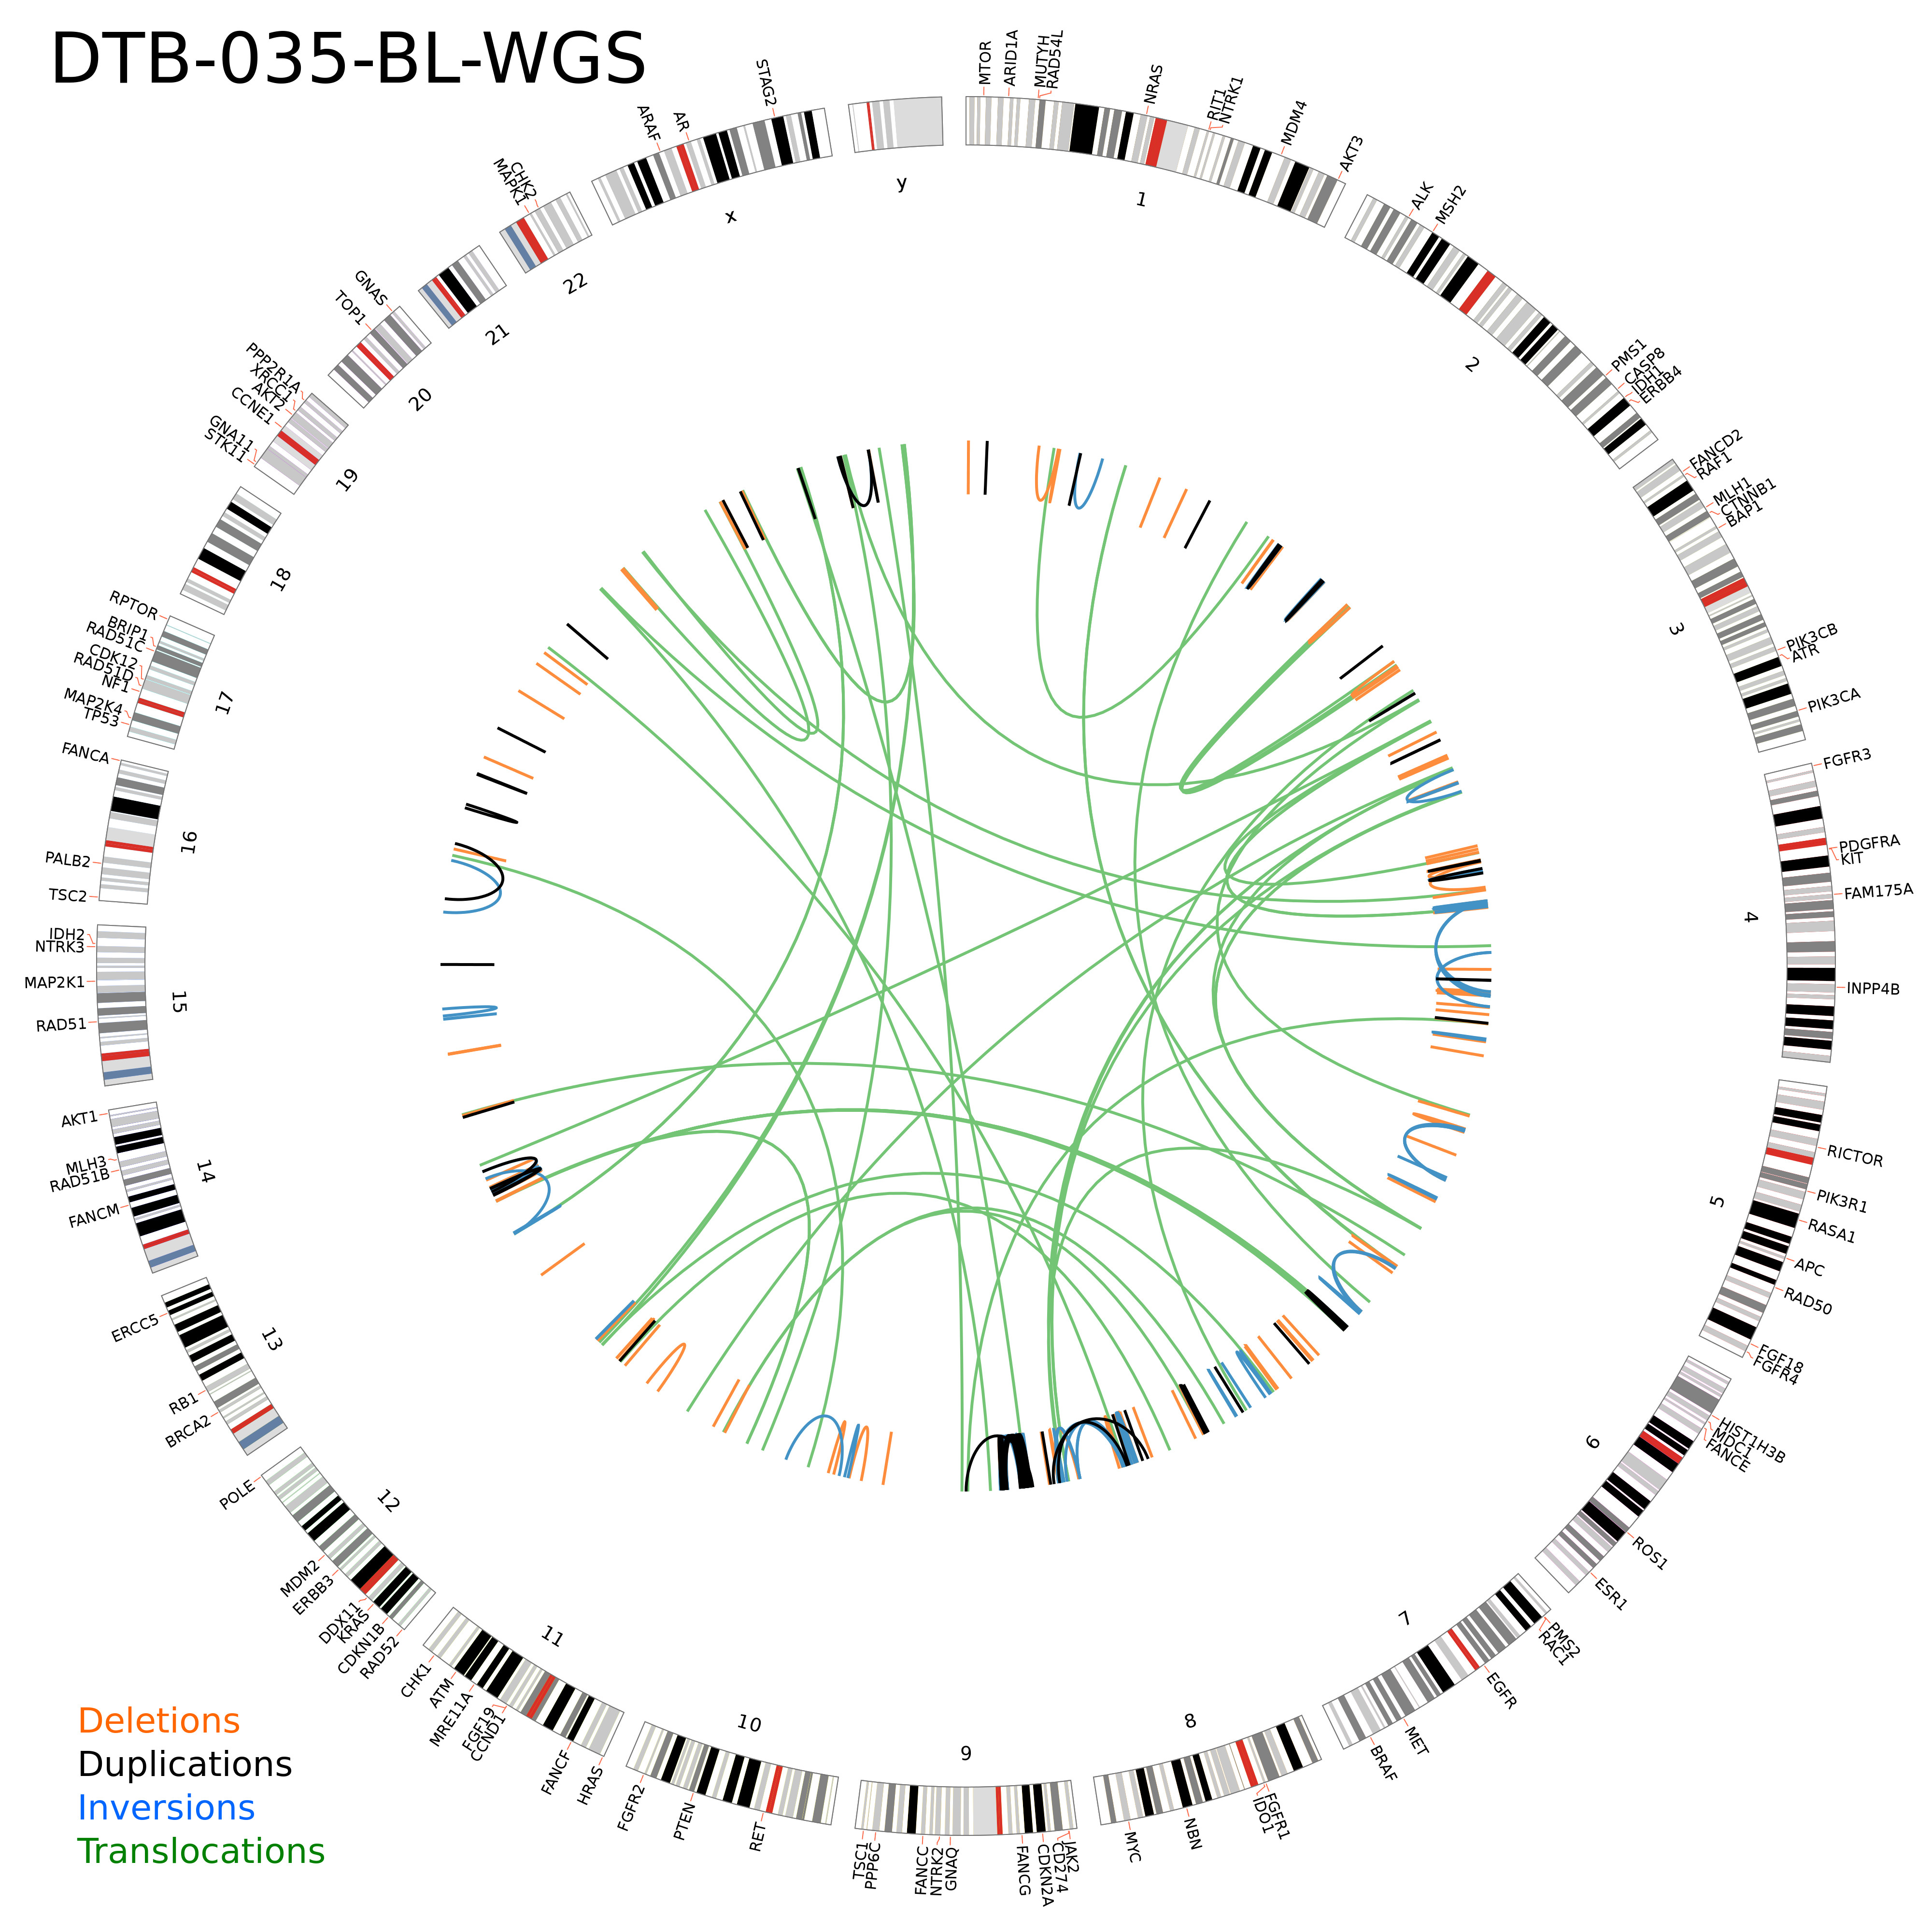 DTB-035-BL-WGS
MTOR
ARID1A
MUTYH
RAD54L
NRAS
RIT1
NTRK1
MDM4
AKT3
1
ALK
MSH2
PMS1
CASP8
IDH1
ERBB4
2
FANCD2
RAF1
MLH1
CTNNB1
BAP1
PIK3CB
ATR
PIK3CA
3
FGFR3
PDGFRA
KIT
FAM175A
INPP4B
4
RICTOR
PIK3R1
RASA1
APC
RAD50
FGF18
FGFR4
5
HIST1H3B
MDC1
FANCE
ROS1
ESR1
6
PMS2
RAC1
EGFR
MET
BRAF
7
FGFR1
IDO1
NBN
MYC
8
JAK2
CD274
CDKN2A
FANCG
GNAQ
NTRK2
FANCC
PPP6C
TSC1
9
RET
PTEN
FGFR2
10
HRAS
FANCF
CCND1
FGF19
MRE11A
ATM
CHK1
11
RAD52
CDKN1B
KRAS
DDX11
ERBB3
MDM2
POLE
12
BRCA2
RB1
ERCC5
13
FANCM
RAD51B
MLH3
AKT1
14
RAD51
MAP2K1
NTRK3
IDH2
15
TSC2
PALB2
FANCA
16
TP53
MAP2K4
NF1
RAD51D
CDK12
RAD51C
BRIP1
RPTOR
17
18
STK11
GNA11
CCNE1
AKT2
XRCC1
PPP2R1A
19
TOP1
GNAS
20
21
MAPK1
CHK2
22
ARAF
AR
STAG2
x
y
Deletions
Duplications
Inversions
Translocations